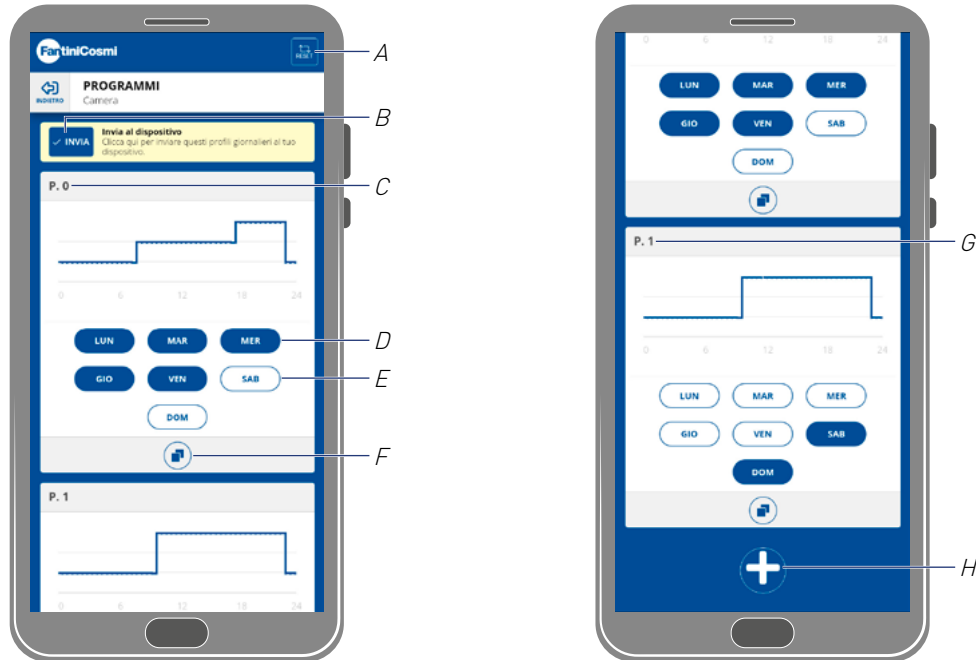 FantiniCosmi
RESET
A
INDIETRO
PROGRAMMI
Camera
B
INVIA
Invia al dispositivo
Clicca qui per inviare questi profili giornalieri al tuo
dispositivo.
P. 0
C
0 6 12 18 24
LUN MAR MER
D
GIO VEN SAB
E
DOM
F
P. 1
0 6 12 18 24
0 6 12 18 24
LUN MAR MER
GIO VEN SAB
DOM
P. 1
G
0 6 12 18 24
LUN MAR MER
GIO VEN SAB
DOM
H